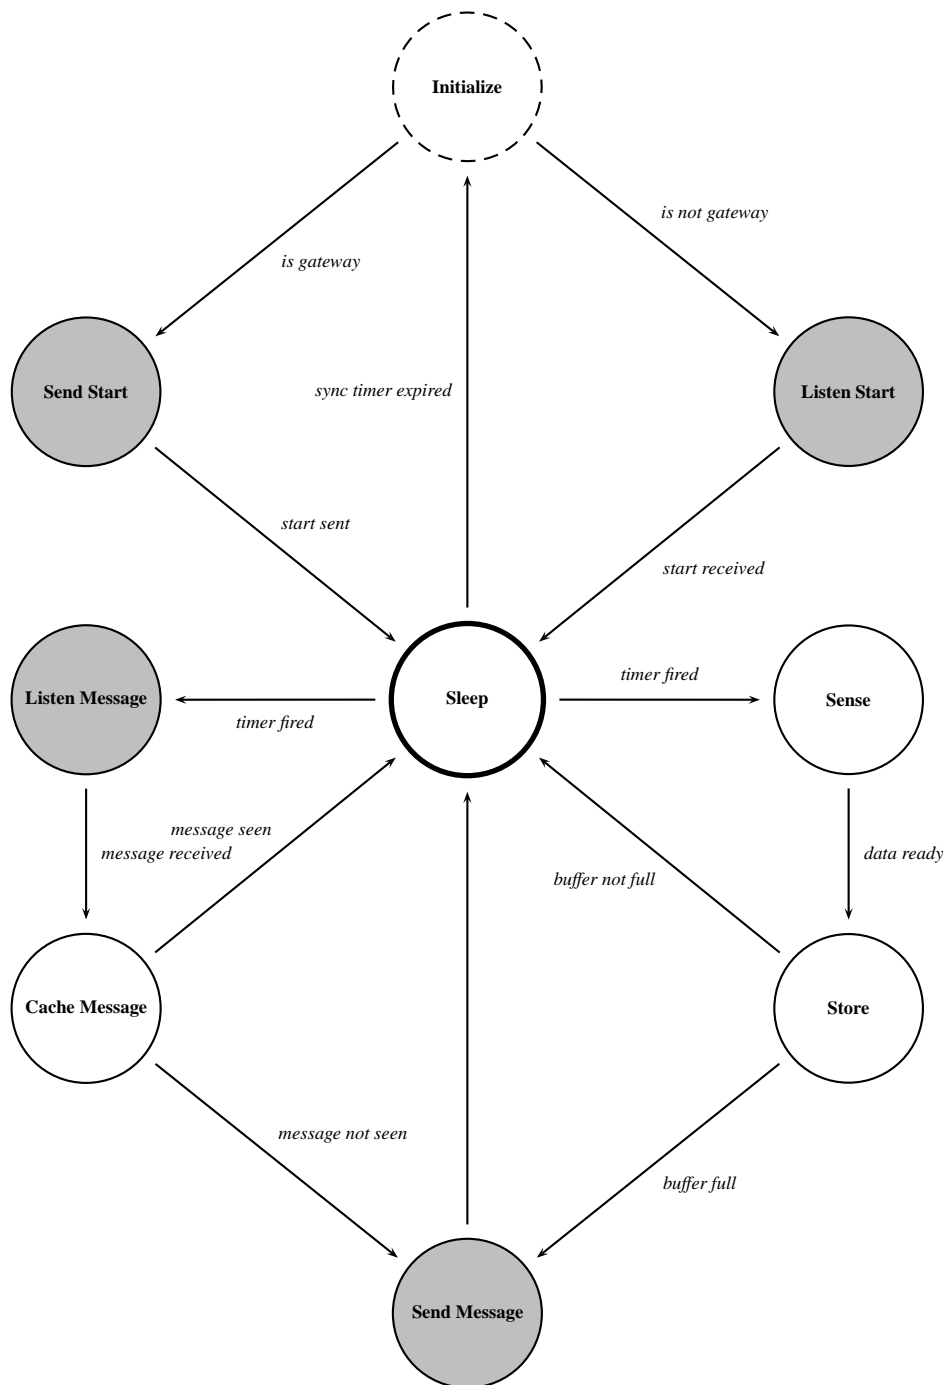 Initialize
is not gateway
is gateway
Send Start
sync timer expired
Listen Start
start sent
start received
Listen Message
Sleep
timer fired
Sense
timer fired
message seen
message received
buffer not full
data ready
Cache Message
Store
message not seen
buffer full
Send Message